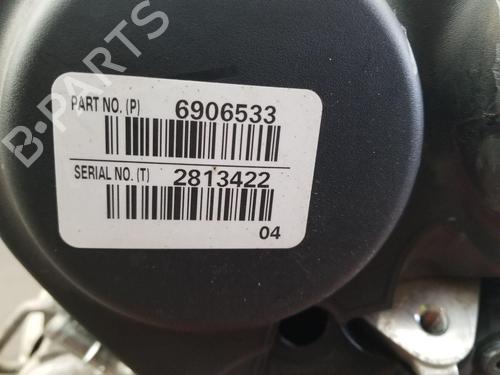 B-PARTS
PART NO. (P) 6906533
SERIAL NO. (T) 2813422
04